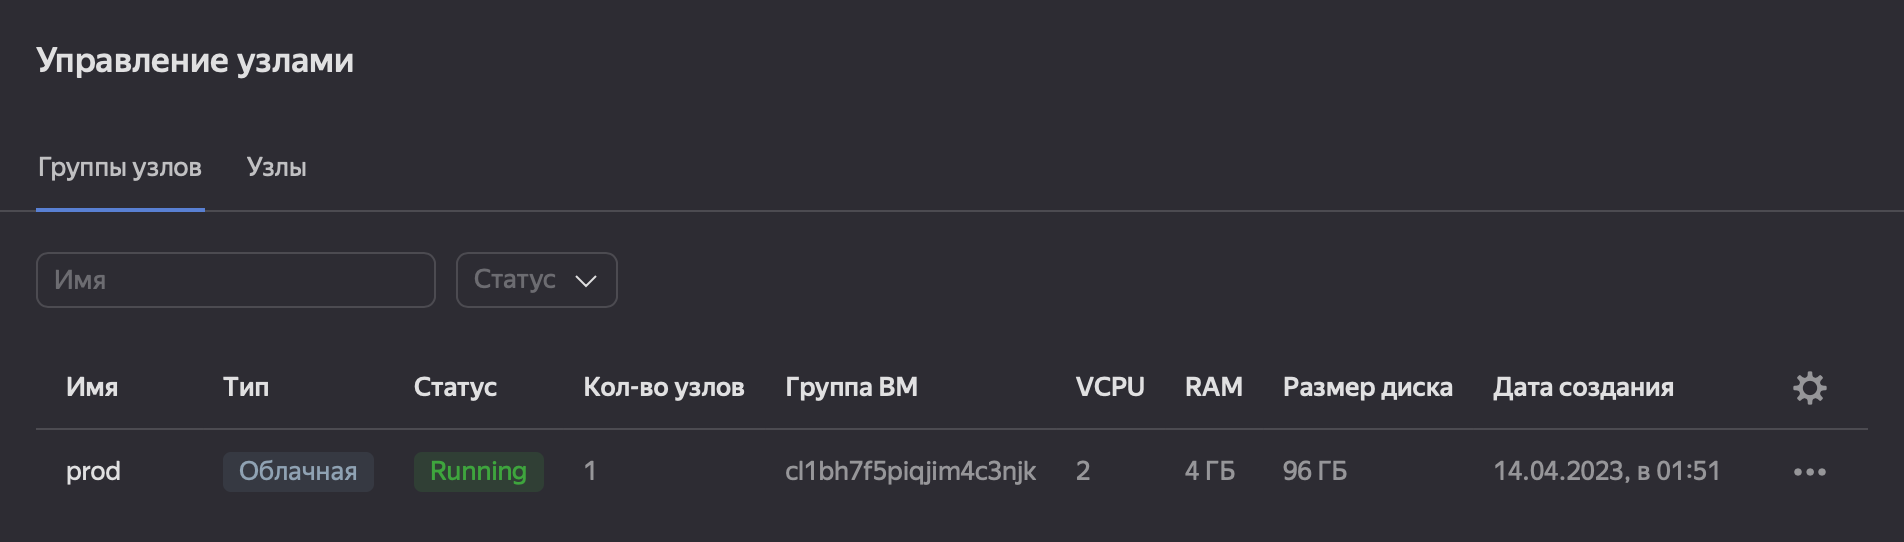 Управление узлами
Группы узлов Узлы
Имя Статус
Имя Тип Статус Кол-во узлов Группа ВМ VCPU RAM Размер диска Дата создания
prod Облачная Running 1 cl1bh7f5piqjim4c3njk 2 4 ГБ 96 ГБ 14.04.2023, в 01:51